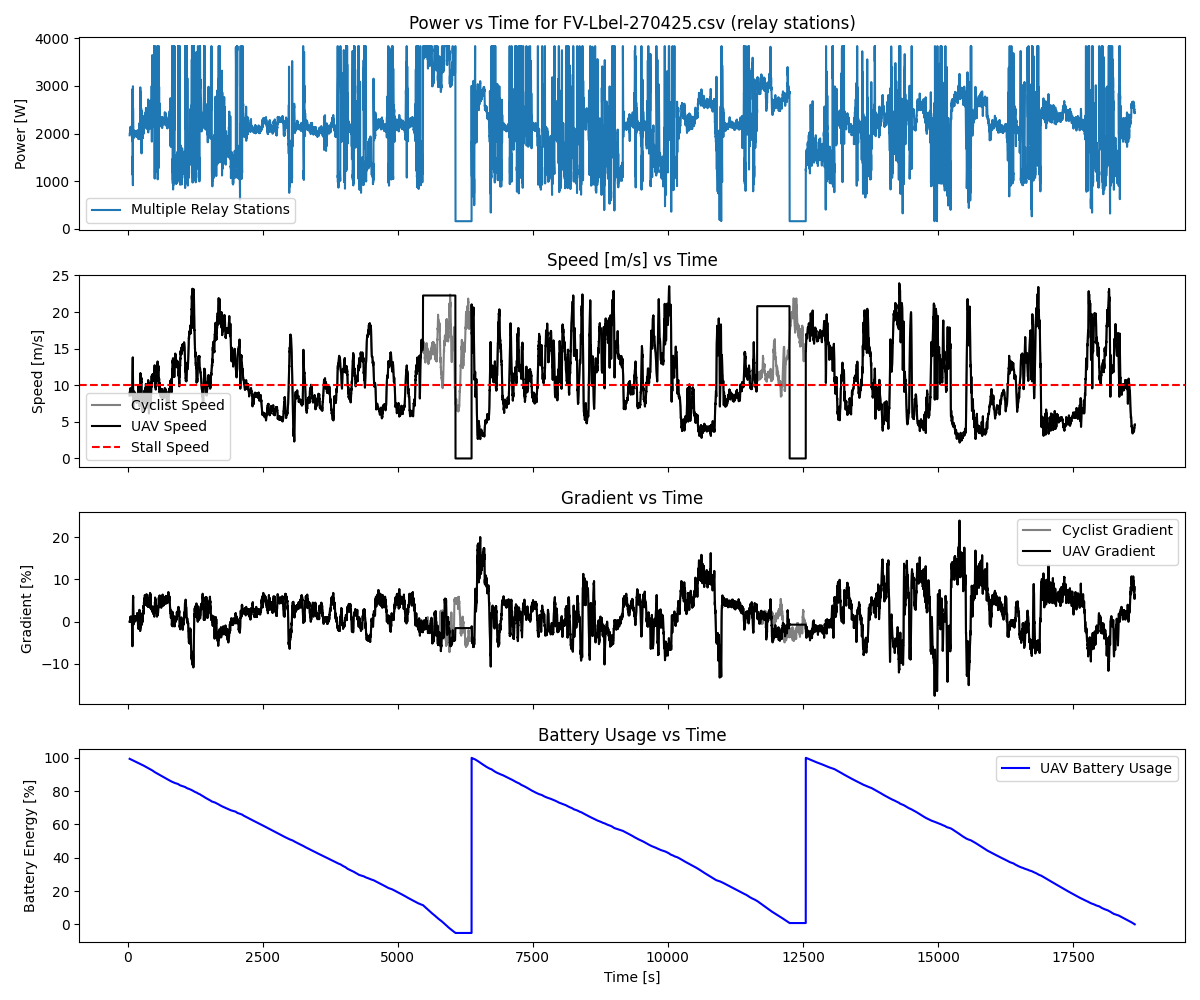 Power vs Time for FV-Lbel-270425.csv (relay stations)
4000
3000
2000
1000
0
Power [W]
Multiple Relay Stations
Speed [m/s] vs Time
25
20
15
10
5
0
Speed [m/s]
Cyclist Speed
UAV Speed
Stall Speed
Gradient vs Time
20
10
0
−10
Gradient [%]
Cyclist Gradient
UAV Gradient
Battery Usage vs Time
100
80
60
40
20
0
Battery Energy [%]
UAV Battery Usage
0 2500 5000 7500 10000 12500 15000 17500
Time [s]